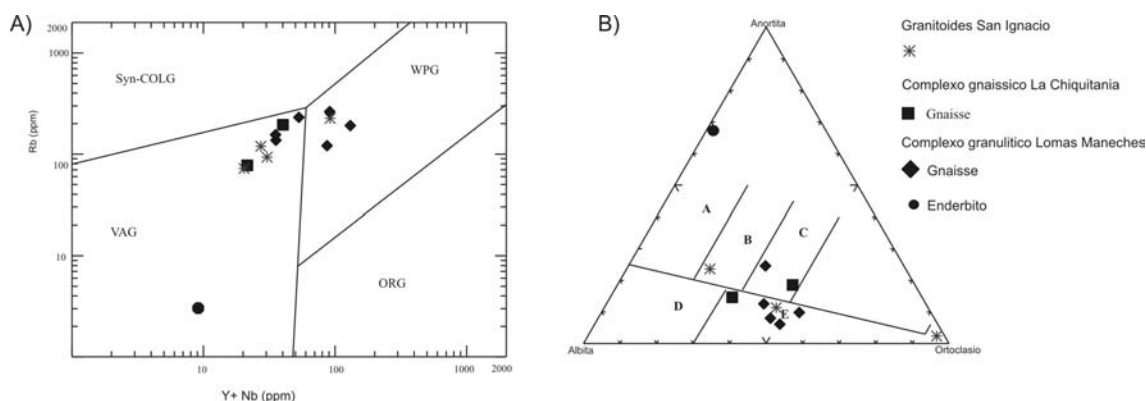 A)
2000
1000
100
10
Rb (ppm)
Syn-COLG
WPG
VAG
ORG
10
100
1000
2000
Y+ Nb (ppm)
B)
Anortita
A
B
C
D
E
Albita
Ortoclasio
Granitoides San Ignacio
Complexo gnaissico La Chiquitania
Gnaisse
Complexo granulitico Lomas Maneches
Gnaisse
Enderbito